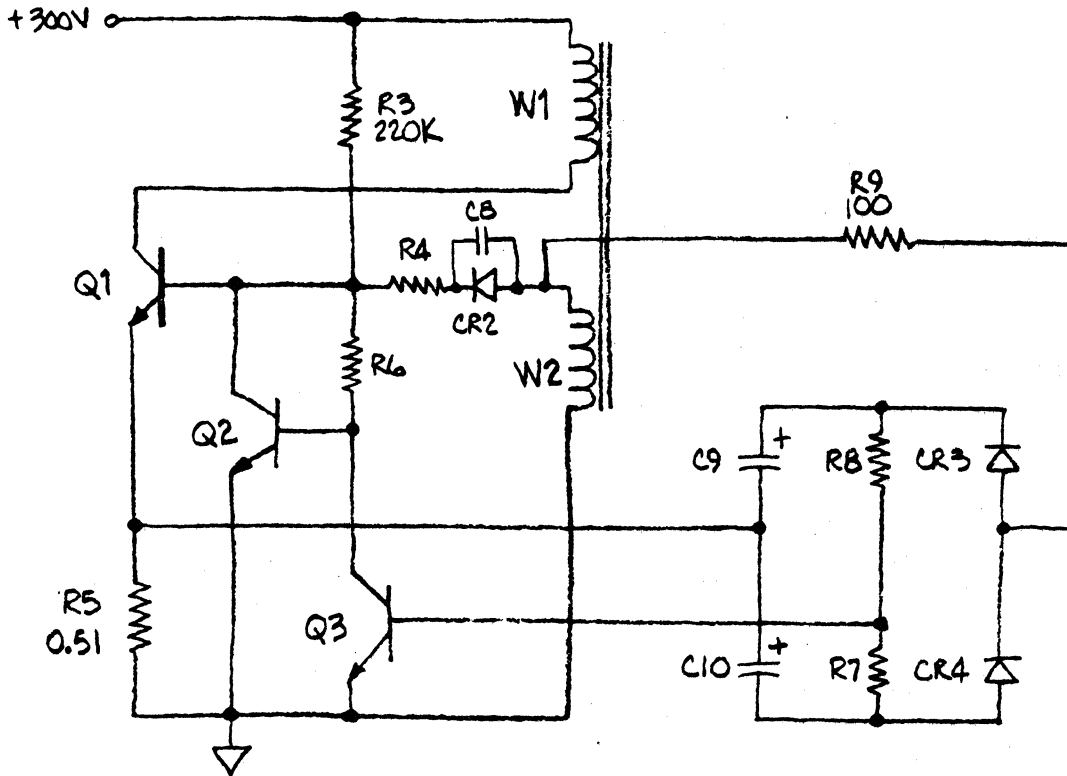 +300V
R3
220K
W1
R9
100
C8
R4
Q1
CR2
R6
W2
Q2
+
C9
R8
CR3
R5
0.51
Q3
+
C10
R7
CR4